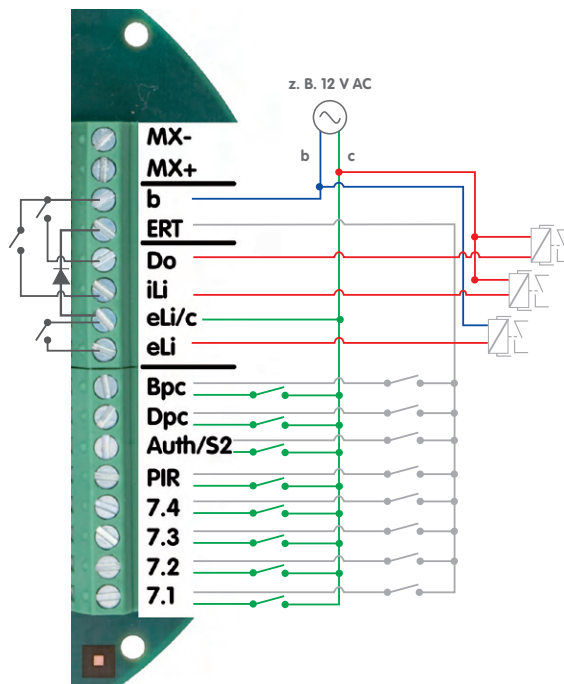 z. B. 12 V AC
b
c
MX-
MX+
b
ERT
Do
iLi
eLi/c
eLi
Bpc
Dpc
Auth/S2
PIR
7.4
7.3
7.2
7.1